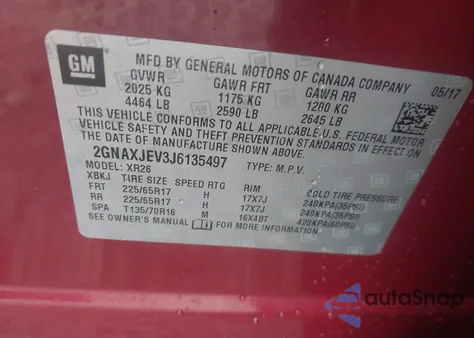 GM
MFD BY GENERAL MOTORS OF CANADA COMPANY 05/17
GVWR GAWR FRT GAWR RR
2025 KG 1175 KG 1200 KG
4464 LB 2590 LB 2645 LB
THIS VEHICLE CONFORMS TO ALL APPLICABLE U.S. FEDERAL MOTOR
VEHICLE SAFETY STANDARDS IN EFFECT ON
THE DATE OF MANUFACTURE SHOWN ABOVE.
2GNAXJEV3J6135497 TYPE: M.P.V.
MODEL: XR26
XBKJ TIRE SIZE SPEED RTG RIM COLD TIRE PRESSURE
FRT 225/65R17 H 17X7J 240KPA(35PSI)
RR 225/65R17 H 17X7J 240KPA(35PSI)
SPA T135/70R16 M 16X4BT 420KPA(60PSI)
SEE OWNER'S MANUAL FOR MORE INFORMATION
autoSnap